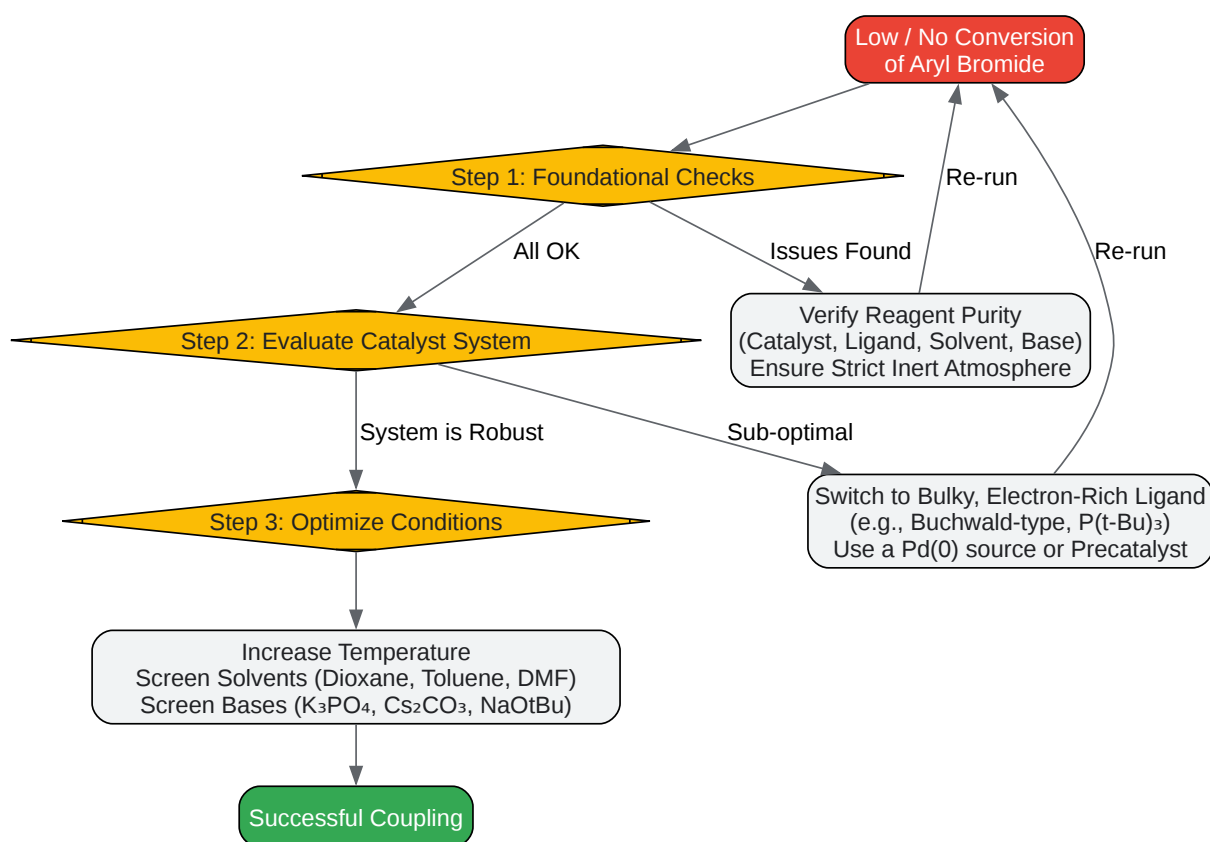 Low / No Conversion
of Aryl Bromide
Step 1: Foundational Checks
Re-run
All OK
Issues Found
Re-run
Verify Reagent Purity
(Catalyst, Ligand, Solvent, Base)
Ensure Strict Inert Atmosphere
Step 2: Evaluate Catalyst System
System is Robust
Sub-optimal
Switch to Bulky, Electron-Rich Ligand
(e.g., Buchwald-type, P(t-Bu)₃)
Use a Pd(0) source or Precatalyst
Step 3: Optimize Conditions
Increase Temperature
Screen Solvents (Dioxane, Toluene, DMF)
Screen Bases (K₃PO₄, Cs₂CO₃, NaOtBu)
Successful Coupling